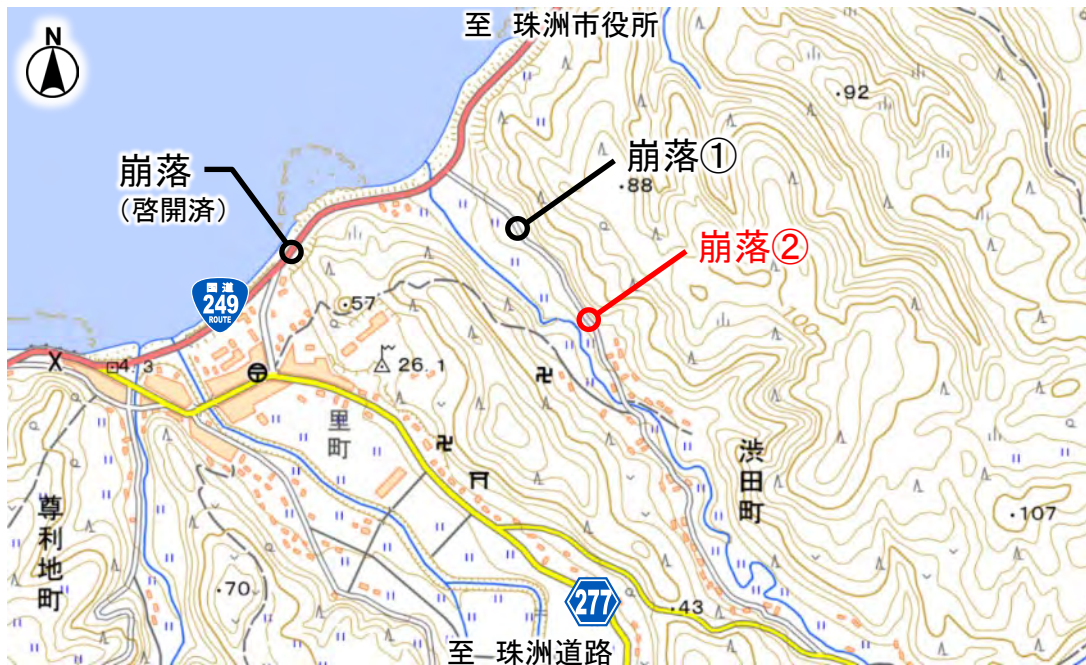 至 珠洲市役所
N
崩落
(啓開済)
崩落①
崩落②
国道
249
ROUTE
・92
・88
・57
100
4.3
26.1
里町
渋田町
尊利地町
・107
・70
277
・43
至 珠洲道路